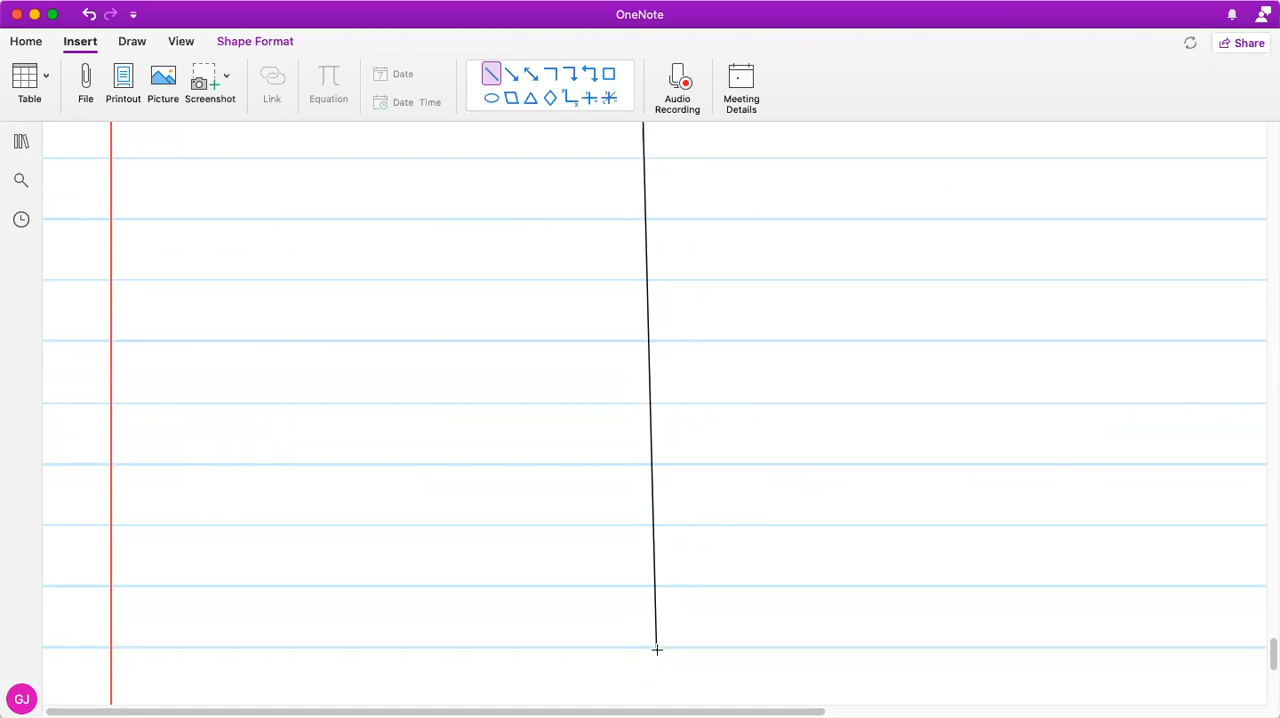 OneNote
Home Insert Draw View Shape Format Share
Table File Printout Picture Screenshot Link Equation Date Date Time Audio Recording Meeting Details
GJ